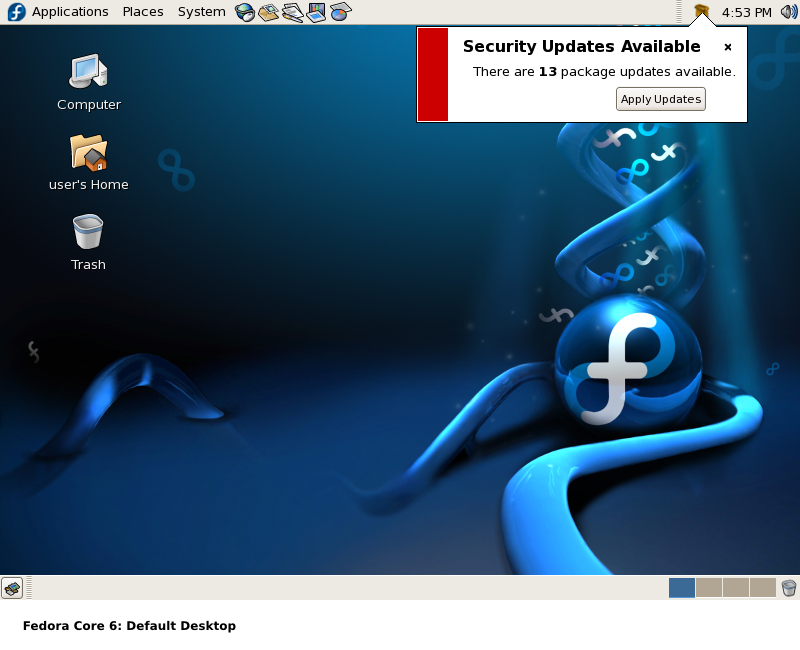 Applications Places System 4:53 PM
Security Updates Available ×
There are 13 package updates available.
Apply Updates
Computer
user's Home
Trash
Fedora Core 6: Default Desktop